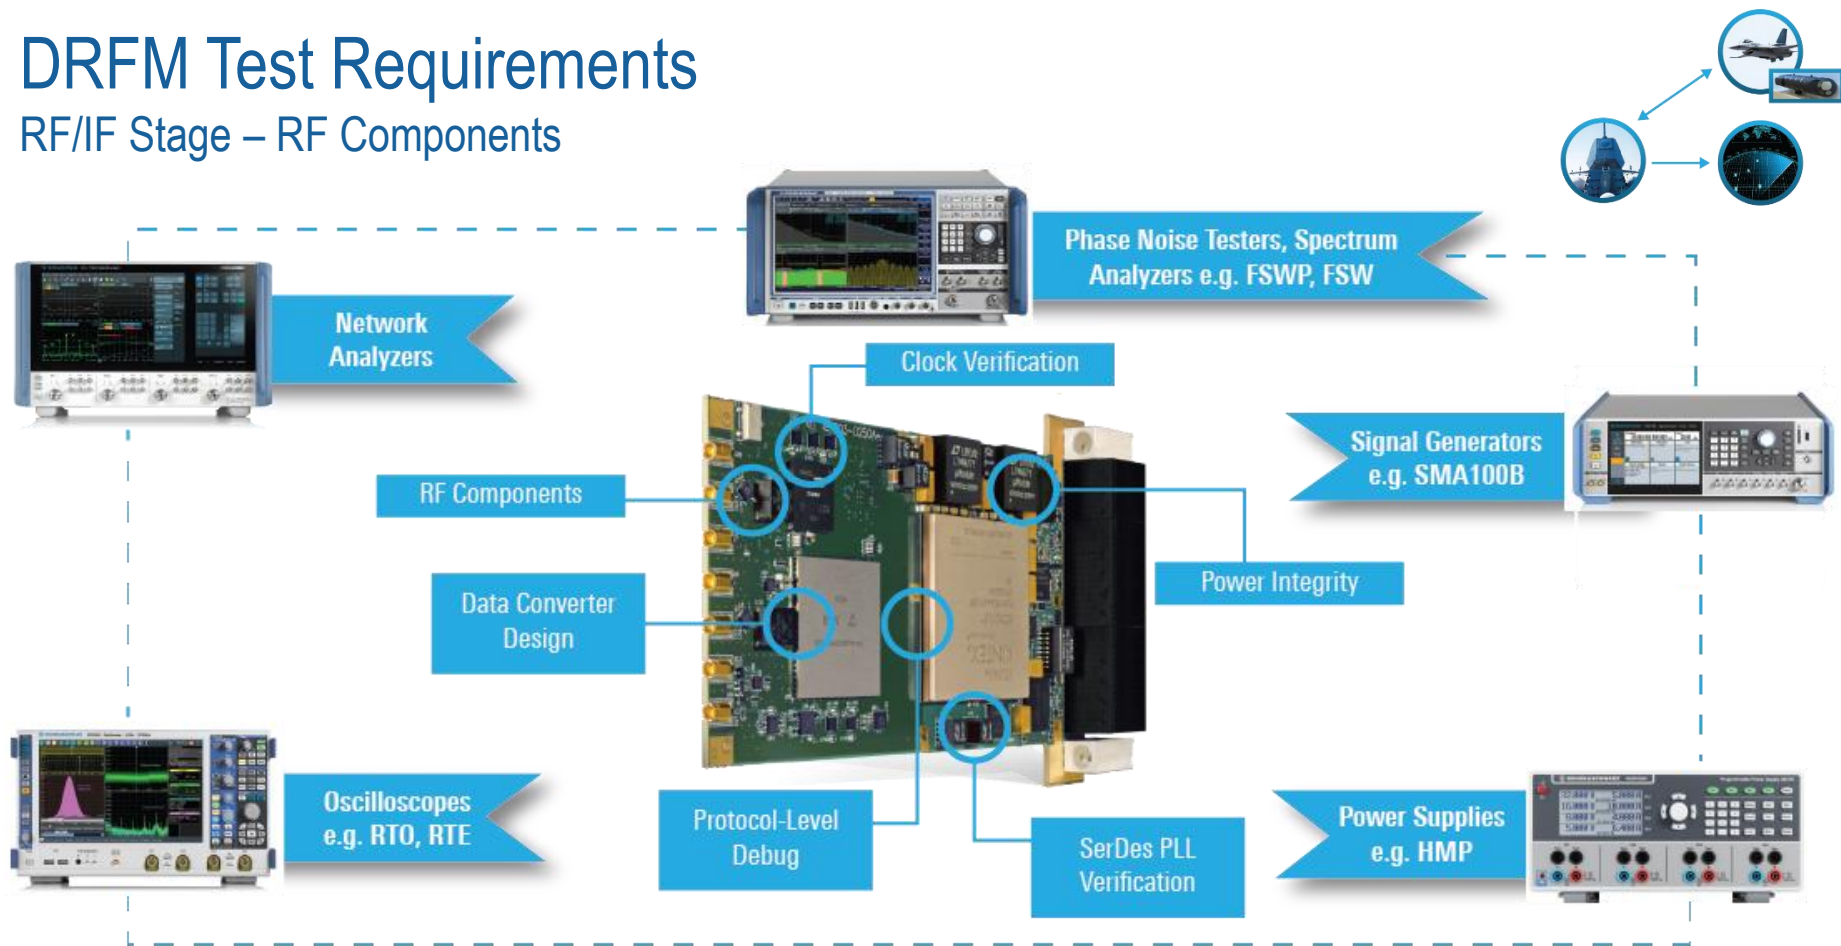 DRFM Test Requirements
RF/IF Stage – RF Components
Phase Noise Testers, Spectrum
Analyzers e.g. FSWP, FSW
Network
Analyzers
Clock Verification
Signal Generators
e.g. SMA100B
RF Components
Power Integrity
Data Converter
Design
Oscilloscopes
e.g. RTO, RTE
Protocol-Level
Debug
SerDes PLL
Verification
Power Supplies
e.g. HMP